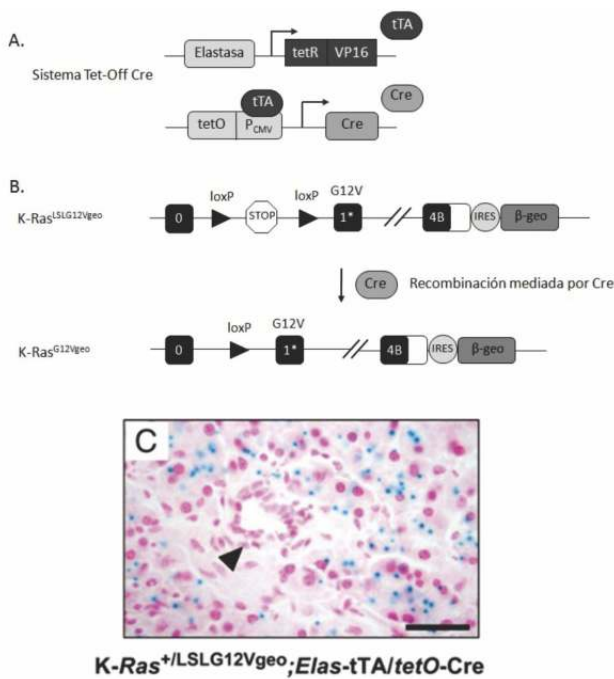 A.
Sistema Tet-Off Cre
Elastasa
tetR VP16
tTA
tetO PCMV
tTA
Cre
Cre
B.
K-RasLSLG12Vgeo
0
loxP
STOP
loxP
G12V
1*
4B
IRES
β-geo
Cre
Recombinación mediada por Cre
K-RasG12Vgeo
0
loxP
G12V
1*
4B
IRES
β-geo
C
K-Ras+/LSLG12Vgeo;Elas-tTA/tetO-Cre